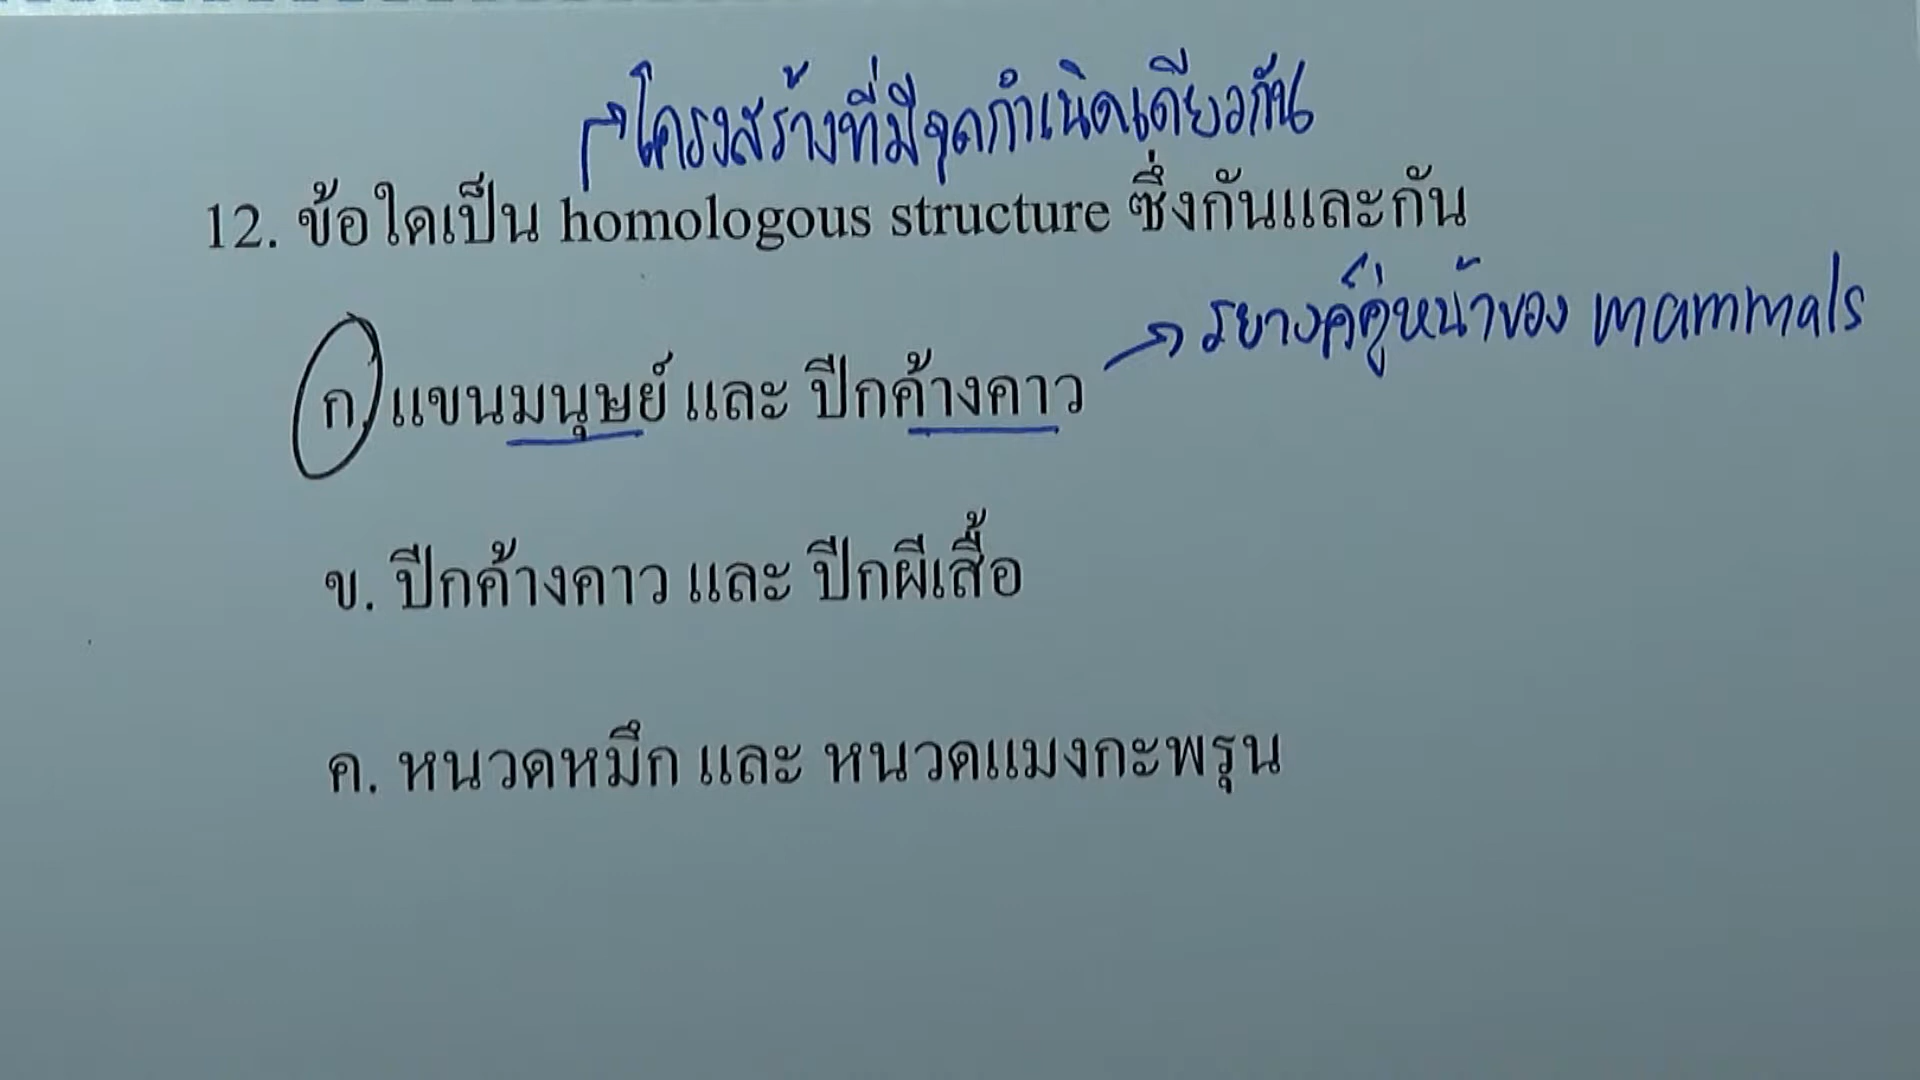 โครงสร้างที่มีจุดกำเนิดเดียวกัน
12. ข้อใดเป็น homologous structure ซึ่งกันและกัน
รยางค์คู่หน้าของ mammals
ก. แขนมนุษย์ และ ปีกค้างคาว
ข. ปีกค้างคาว และ ปีกผีเสื้อ
ค. หนวดหมึก และ หนวดแมงกะพรุน